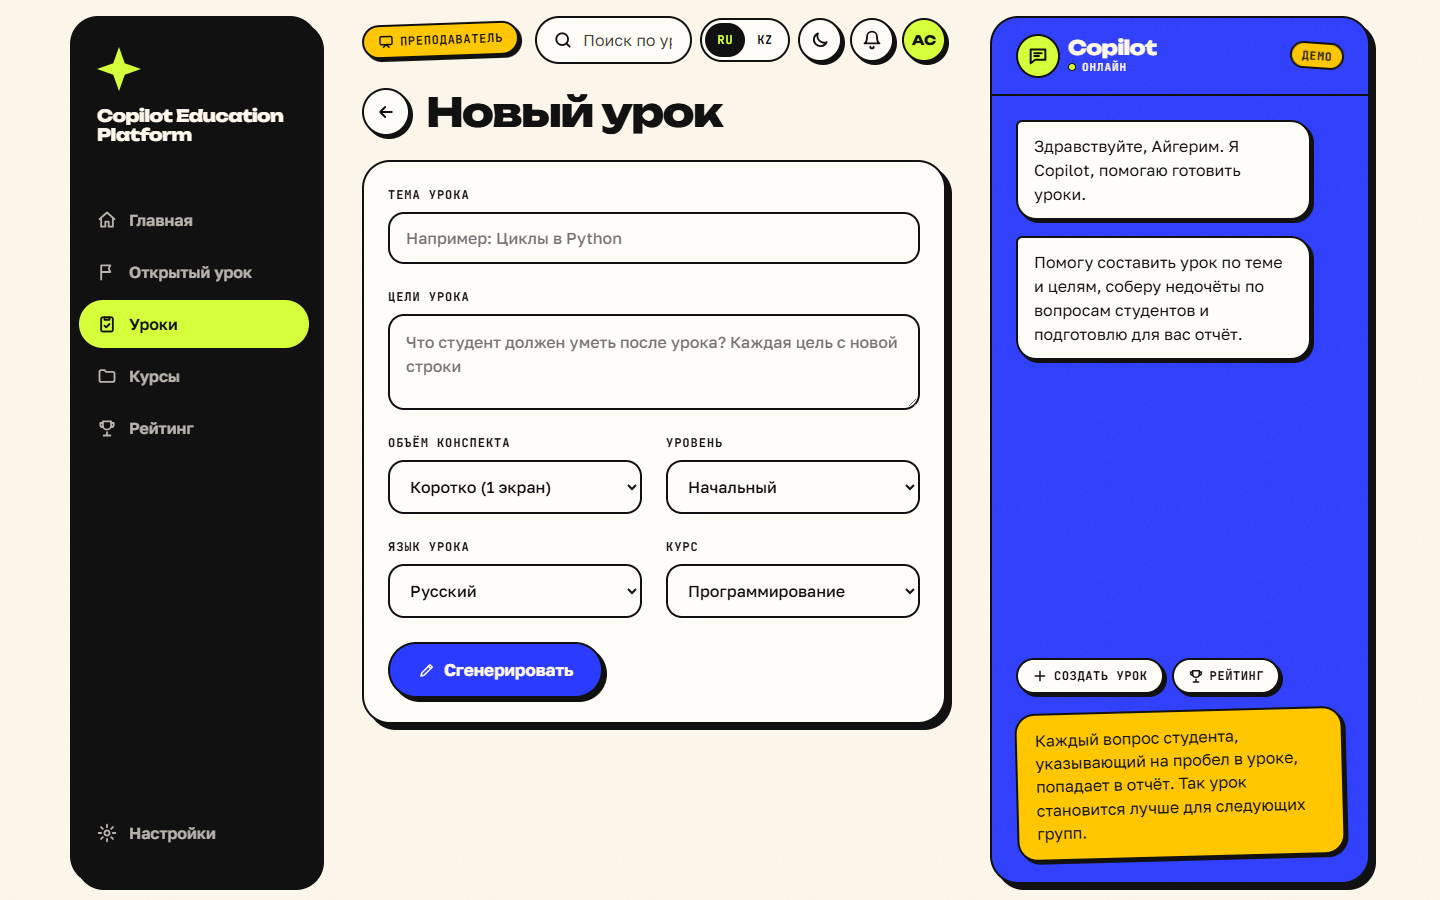 Copilot Education
Platform
Главная
Открытый урок
Уроки
Курсы
Рейтинг
Настройки
ПРЕПОДАВАТЕЛЬ
Поиск по ур
RU
KZ
АС
Новый урок
ТЕМА УРОКА
Например: Циклы в Python
ЦЕЛИ УРОКА
Что студент должен уметь после урока? Каждая цель с новой
строки
ОБЪЁМ КОНСПЕКТА
УРОВЕНЬ
Коротко (1 экран)
Начальный
ЯЗЫК УРОКА
КУРС
Русский
Программирование
Сгенерировать
Copilot
ОНЛАЙН
ДЕМО
Здравствуйте, Айгерим. Я
Copilot, помогаю готовить
уроки.
Помогу составить урок по теме
и целям, соберу недочёты по
вопросам студентов и
подготовлю для вас отчёт.
СОЗДАТЬ УРОК
РЕЙТИНГ
Каждый вопрос студента,
указывающий на пробел в уроке,
попадает в отчёт. Так урок
становится лучше для следующих
групп.